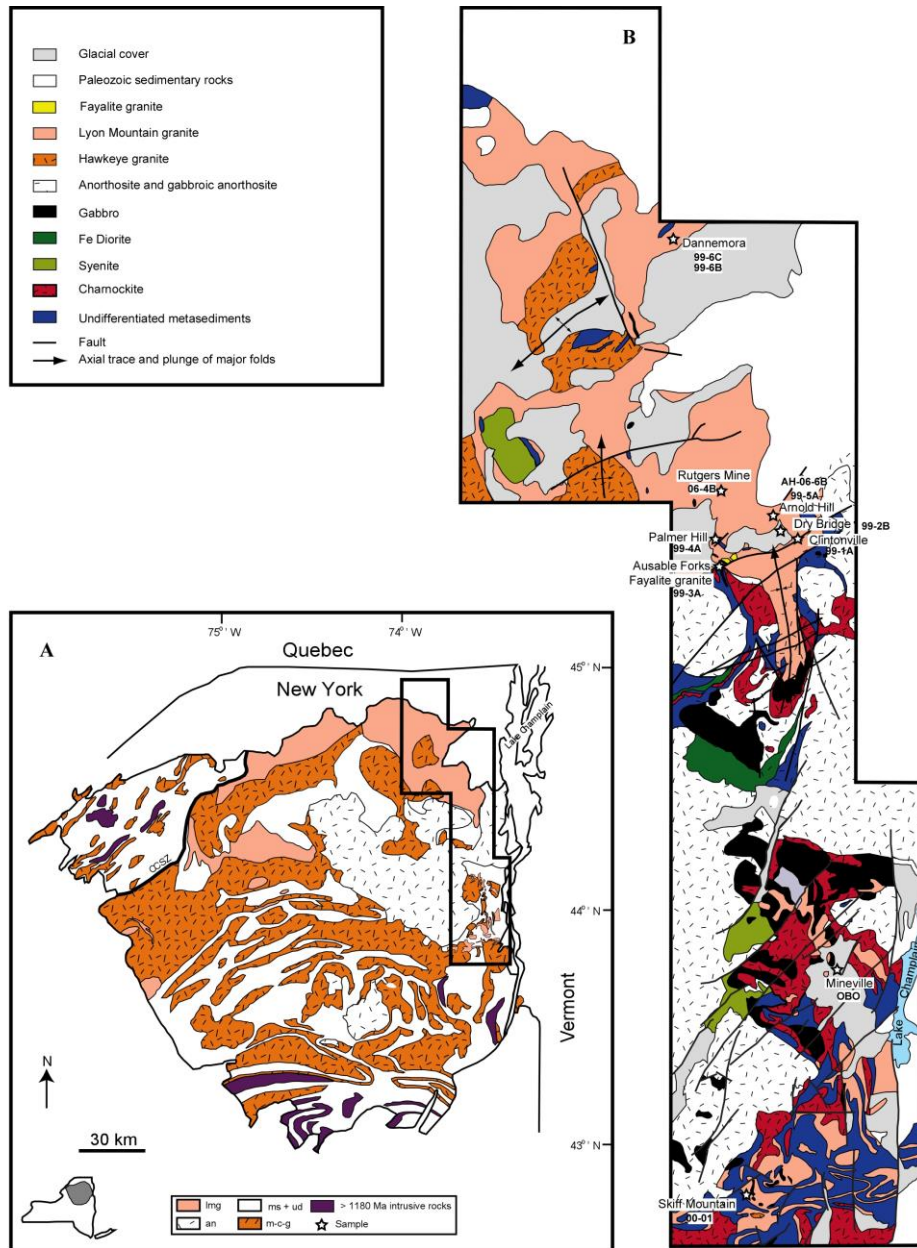 Glacial cover
Paleozoic sedimentary rocks
Fayalite granite
Lyon Mountain granite
Hawkeye granite
Anorthosite and gabbroic anorthosite
Gabbro
Fe Diorite
Syenite
Charnockite
Undifferentiated metasediments
Fault
Axial trace and plunge of major folds
B
Dannemora
99-6C
99-6B
Rutgers Mine
06-4B
AH-06-6B
99-5A
Arnold Hill
Dry Bridge 99-2B
Palmer Hill
99-4A
Clintonville
99-1A
Ausable Forks
Fayalite granite
99-3A
Mineville
OBO
Lake Champlain
Skiff Mountain
00-01
A
75° W
74° W
Quebec
45° N
New York
Lake Champlain
CCSZ
44° N
Vermont
N
30 km
43° N
lmg
ms + ud
> 1180 Ma intrusive rocks
an
m-c-g
Sample